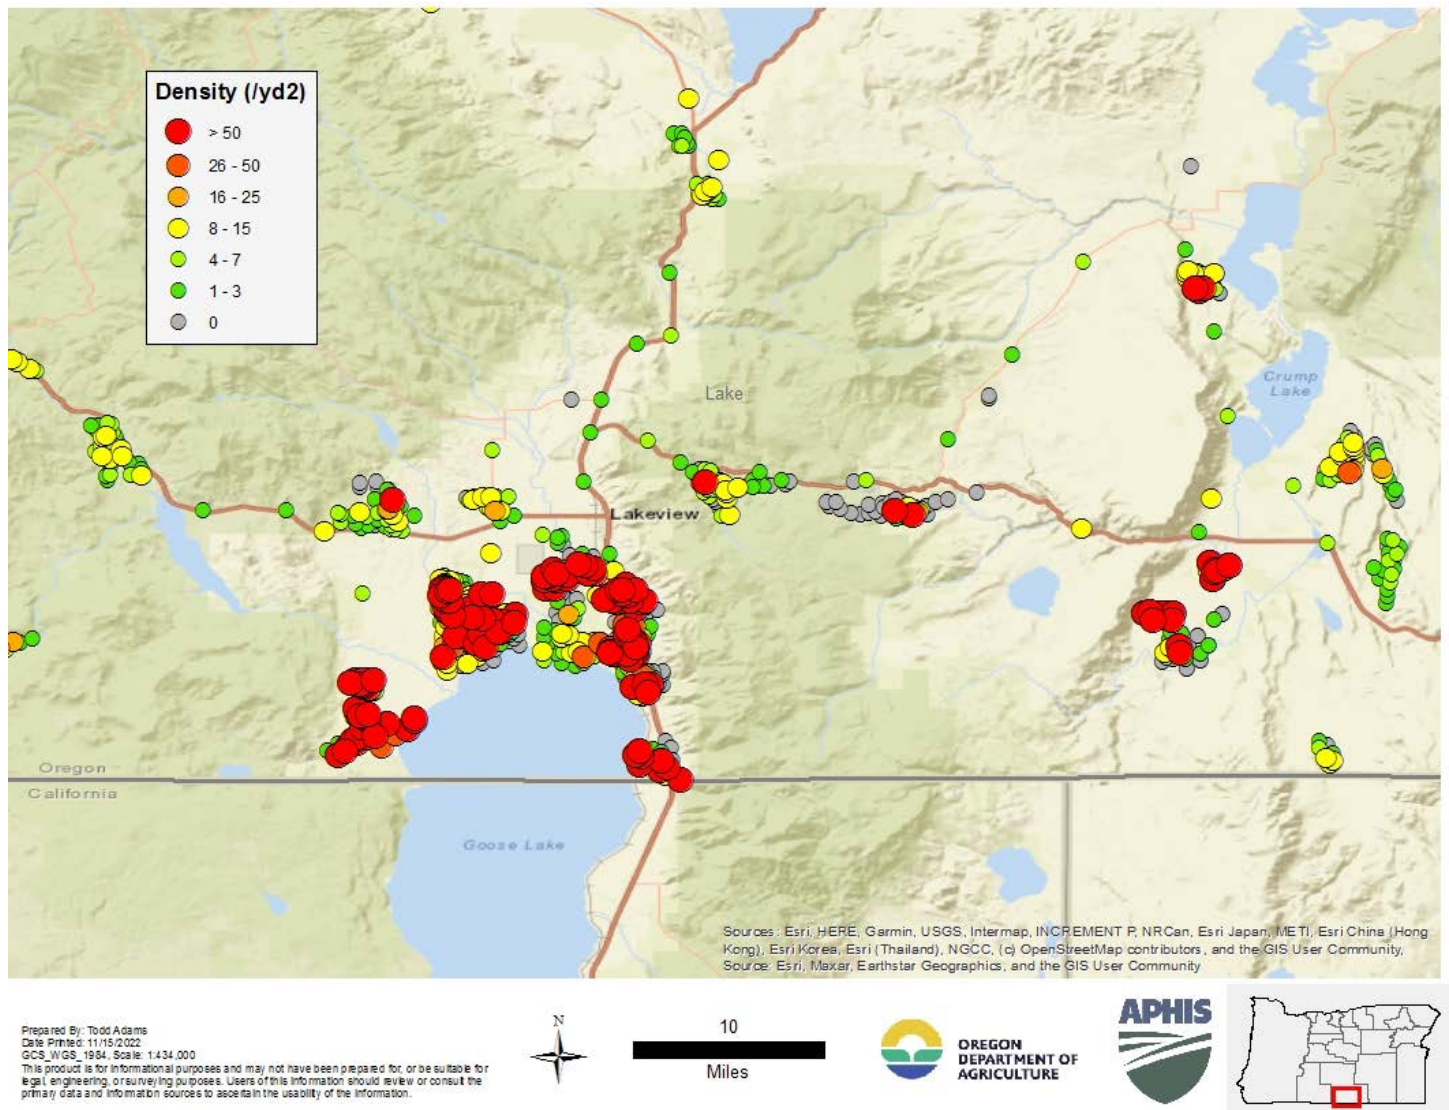 Density (/yd2)
> 50
26 - 50
16 - 25
8 - 15
4 - 7
1 - 3
0
Lake
Crump
Lake
Lakeview
Oregon
California
Goose Lake
Sources: Esri, HERE, Garmin, USGS, Intermap, INCREMENT P, NRCan, Esri Japan, METI, Esri China (Hong
Kong), Esri Korea, Esri (Thailand), NGCC, (c) OpenStreetMap contributors, and the GIS User Community,
Source: Esri, Maxar, Earthstar Geographics, and the GIS User Community
Prepared By: Todd Adams
Date Printed: 11/15/2022
GCS_WGS_1984, Scale: 1:434,000
This product is for informational purposes and may not have been prepared for, or be suitable for
legal, engineering, or surveying purposes. Users of this information should review or consult the
primary data and information sources to ascertain the usability of the information.
N
10
Miles
OREGON
DEPARTMENT OF
AGRICULTURE
APHIS